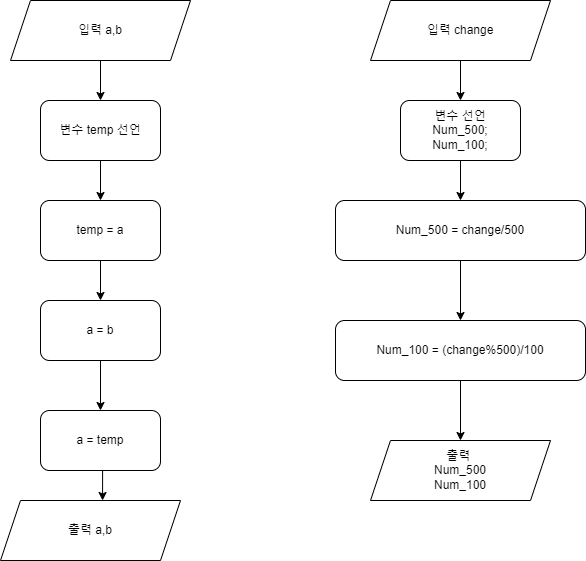 입력 a,b
변수 temp 선언
temp = a
a = b
a = temp
출력 a,b
입력 change
변수 선언
Num_500;
Num_100;
Num_500 = change/500
Num_100 = (change%500)/100
출력
Num_500
Num_100